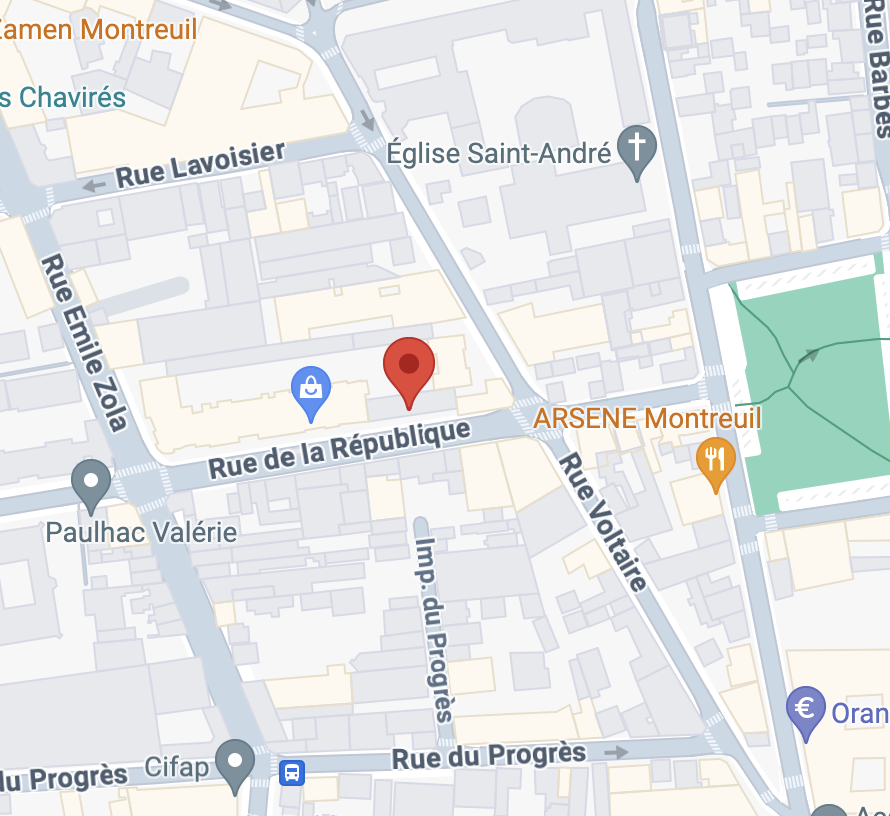 Zamen Montreuil
Rue Barbès
s Chavirés
Rue Lavoisier
Église Saint-André
Rue Emile Zola
ARSENE Montreuil
Rue de la République
Paulhac Valérie
Rue Voltaire
Imp. du Progrès
€ Oran
Rue du Progrès
Cifap
du Progrès